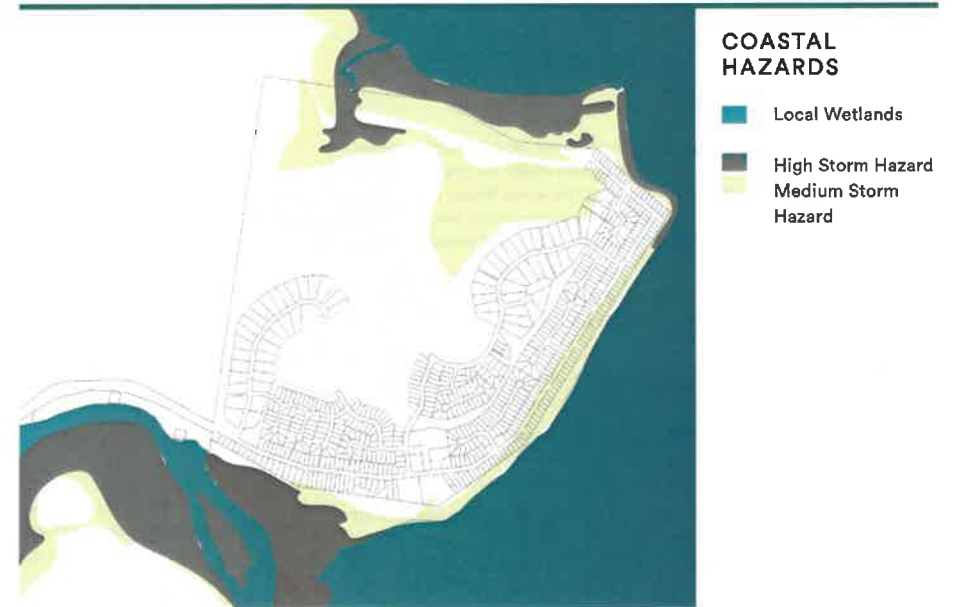 COASTAL
HAZARDS
Local Wetlands
High Storm Hazard
Medium Storm
Hazard